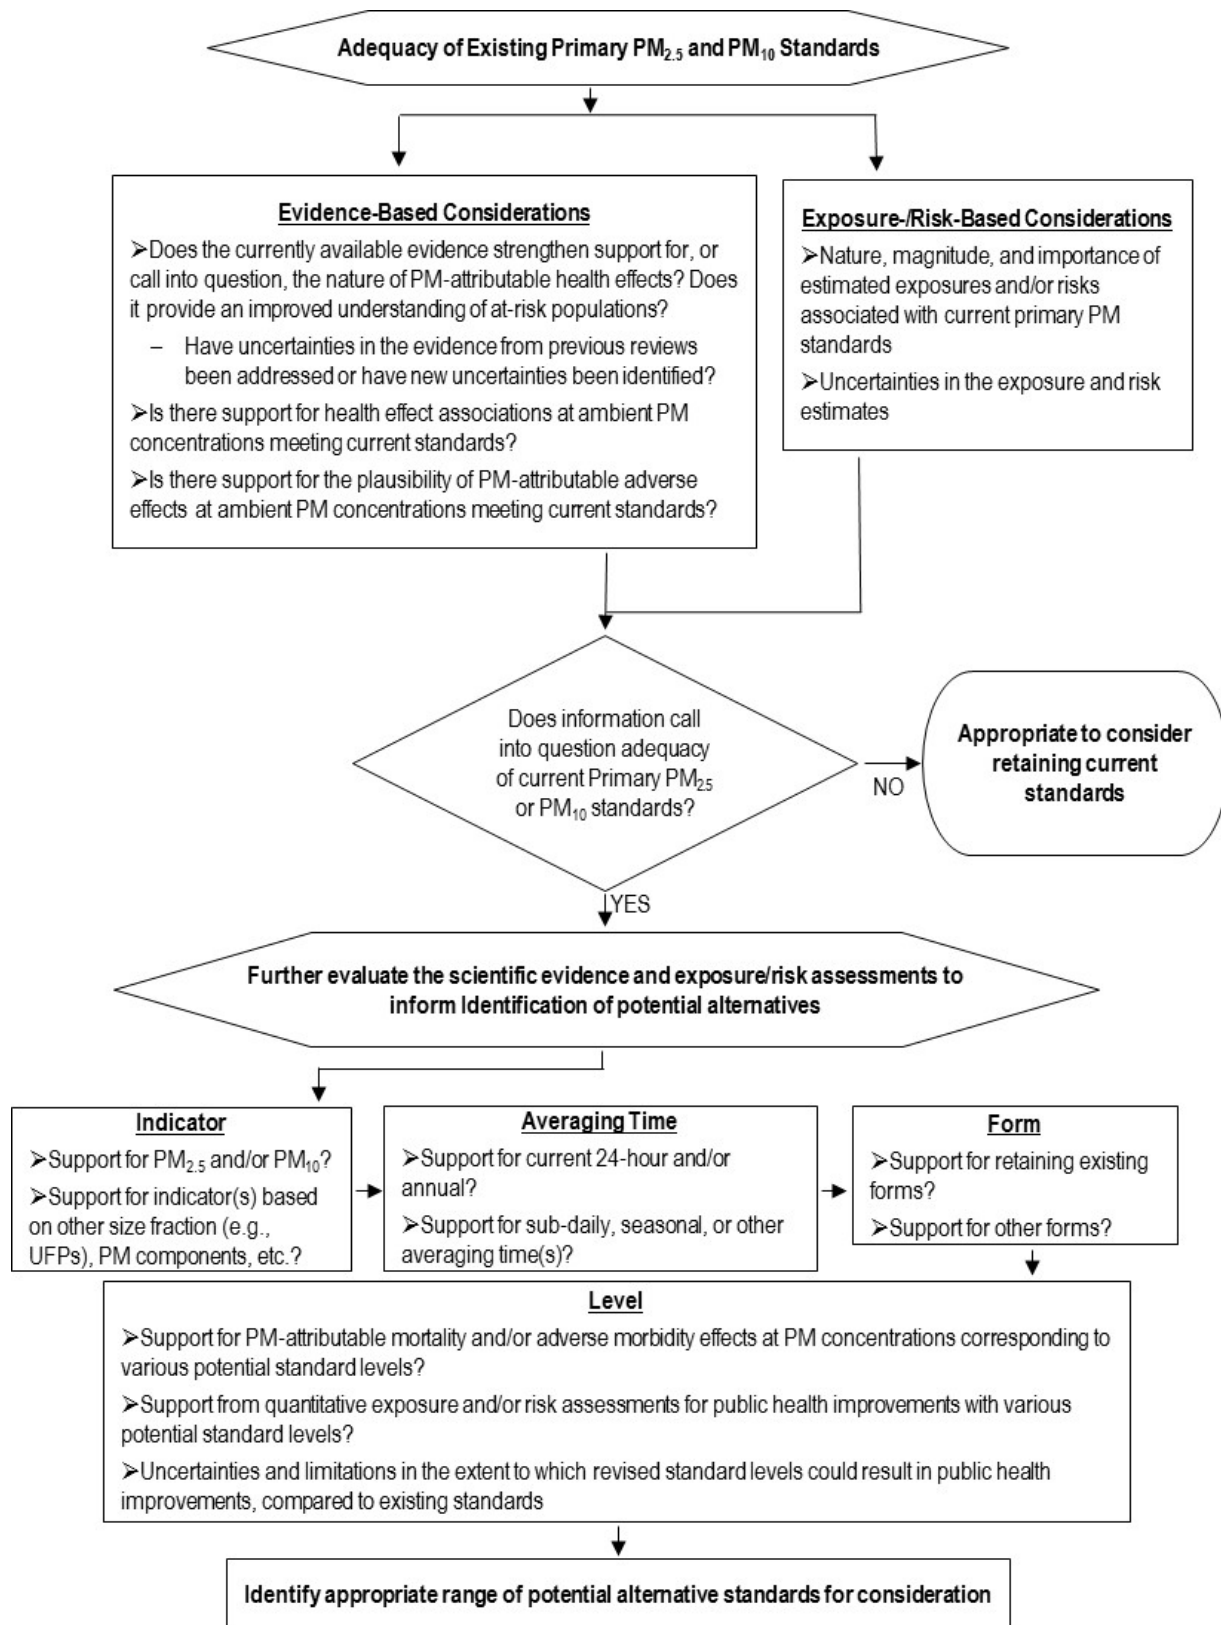 Adequacy of Existing Primary PM₂.₅ and PM₁₀ Standards
Evidence-Based Considerations
➢Does the currently available evidence strengthen support for, or
call into question, the nature of PM-attributable health effects? Does
it provide an improved understanding of at-risk populations?
– Have uncertainties in the evidence from previous reviews
been addressed or have new uncertainties been identified?
➢Is there support for health effect associations at ambient PM
concentrations meeting current standards?
➢Is there support for the plausibility of PM-attributable adverse
effects at ambient PM concentrations meeting current standards?
Exposure-/Risk-Based Considerations
➢Nature, magnitude, and importance of
estimated exposures and/or risks
associated with current primary PM
standards
➢Uncertainties in the exposure and risk
estimates
Does information call
into question adequacy
of current Primary PM₂.₅
or PM₁₀ standards?
NO
Appropriate to consider
retaining current
standards
YES
Further evaluate the scientific evidence and exposure/risk assessments to
inform Identification of potential alternatives
Indicator
➢Support for PM₂.₅ and/or PM₁₀?
➢Support for indicator(s) based
on other size fraction (e.g.,
UFPs), PM components, etc.?
Averaging Time
➢Support for current 24-hour and/or
annual?
➢Support for sub-daily, seasonal, or other
averaging time(s)?
Form
➢Support for retaining existing
forms?
➢Support for other forms?
Level
➢Support for PM-attributable mortality and/or adverse morbidity effects at PM concentrations corresponding to
various potential standard levels?
➢Support from quantitative exposure and/or risk assessments for public health improvements with various
potential standard levels?
➢Uncertainties and limitations in the extent to which revised standard levels could result in public health
improvements, compared to existing standards
Identify appropriate range of potential alternative standards for consideration